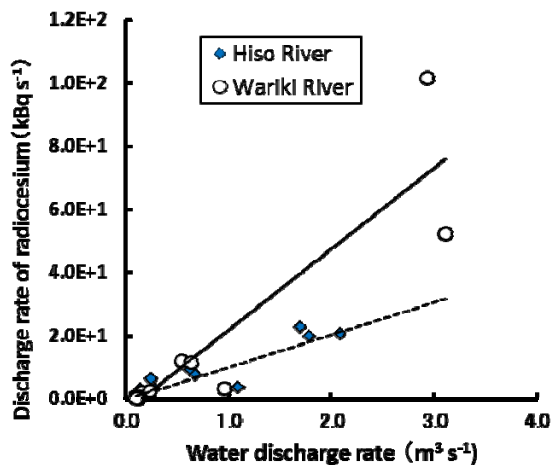 1.2E+2
1.0E+2
8.0E+1
6.0E+1
4.0E+1
2.0E+1
0.0E+0
Discharge rate of radiocesium (kBq s⁻¹)
Hiso River
Wariki River
0.0 1.0 2.0 3.0 4.0
Water discharge rate (m³ s⁻¹)